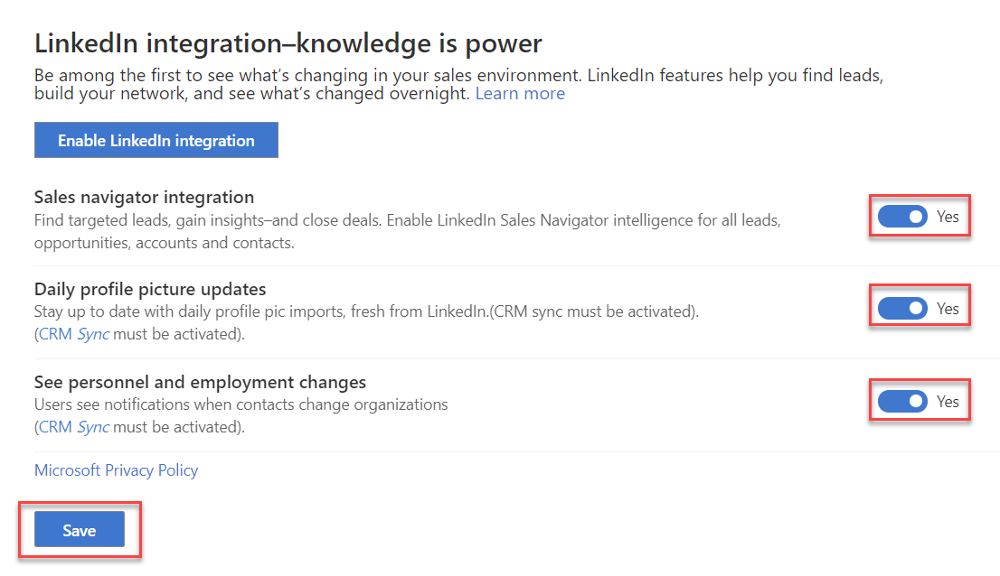 LinkedIn integration–knowledge is power
Be among the first to see what’s changing in your sales environment. LinkedIn features help you find leads,
build your network, and see what’s changed overnight. Learn more
Enable LinkedIn integration
Sales navigator integration
Find targeted leads, gain insights–and close deals. Enable LinkedIn Sales Navigator intelligence for all leads,
opportunities, accounts and contacts.
Yes
Daily profile picture updates
Stay up to date with daily profile pic imports, fresh from LinkedIn.(CRM sync must be activated).
(CRM Sync must be activated).
Yes
See personnel and employment changes
Users see notifications when contacts change organizations
(CRM Sync must be activated).
Yes
Microsoft Privacy Policy
Save